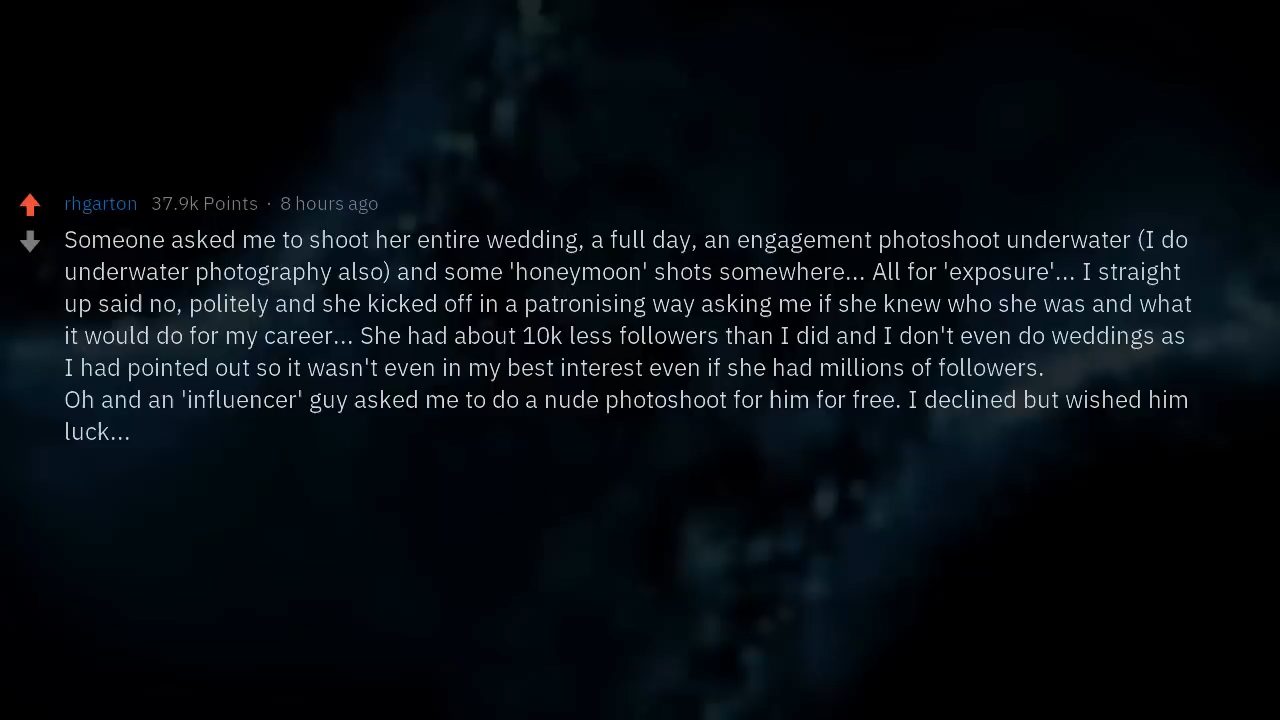 rhgarton 37.9k Points · 8 hours ago
Someone asked me to shoot her entire wedding, a full day, an engagement photoshoot underwater (I do
underwater photography also) and some 'honeymoon' shots somewhere... All for 'exposure'... I straight
up said no, politely and she kicked off in a patronising way asking me if she knew who she was and what
it would do for my career... She had about 10k less followers than I did and I don't even do weddings as
I had pointed out so it wasn't even in my best interest even if she had millions of followers.
Oh and an 'influencer' guy asked me to do a nude photoshoot for him for free. I declined but wished him
luck...